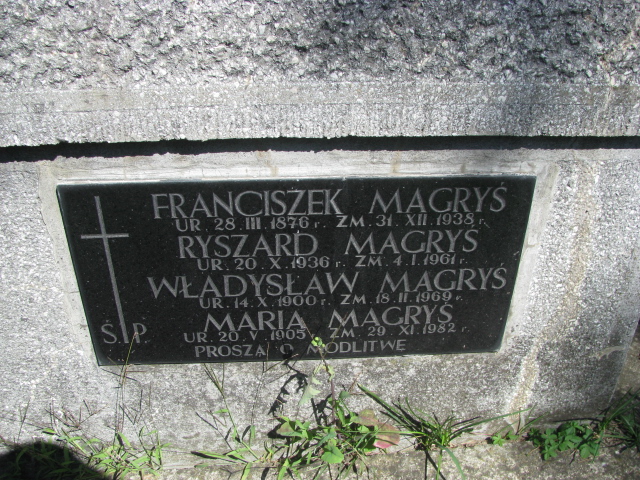 FRANCISZEK MAGRYŚ
UR. 28.III.1876 r. ZM. 31.XII.1938 r.
RYSZARD MAGRYŚ
UR. 20.X.1936 r. ZM. 4.I.1961 r.
WŁADYSŁAW MAGRYŚ
UR. 14.X.1900 r. ZM. 18.II.1969 r.
MARIA MAGRYŚ
UR. 20.V.1905 r. ZM. 29.XI.1982 r.
Ś.P.
PROSZĄ O MODLITWĘ